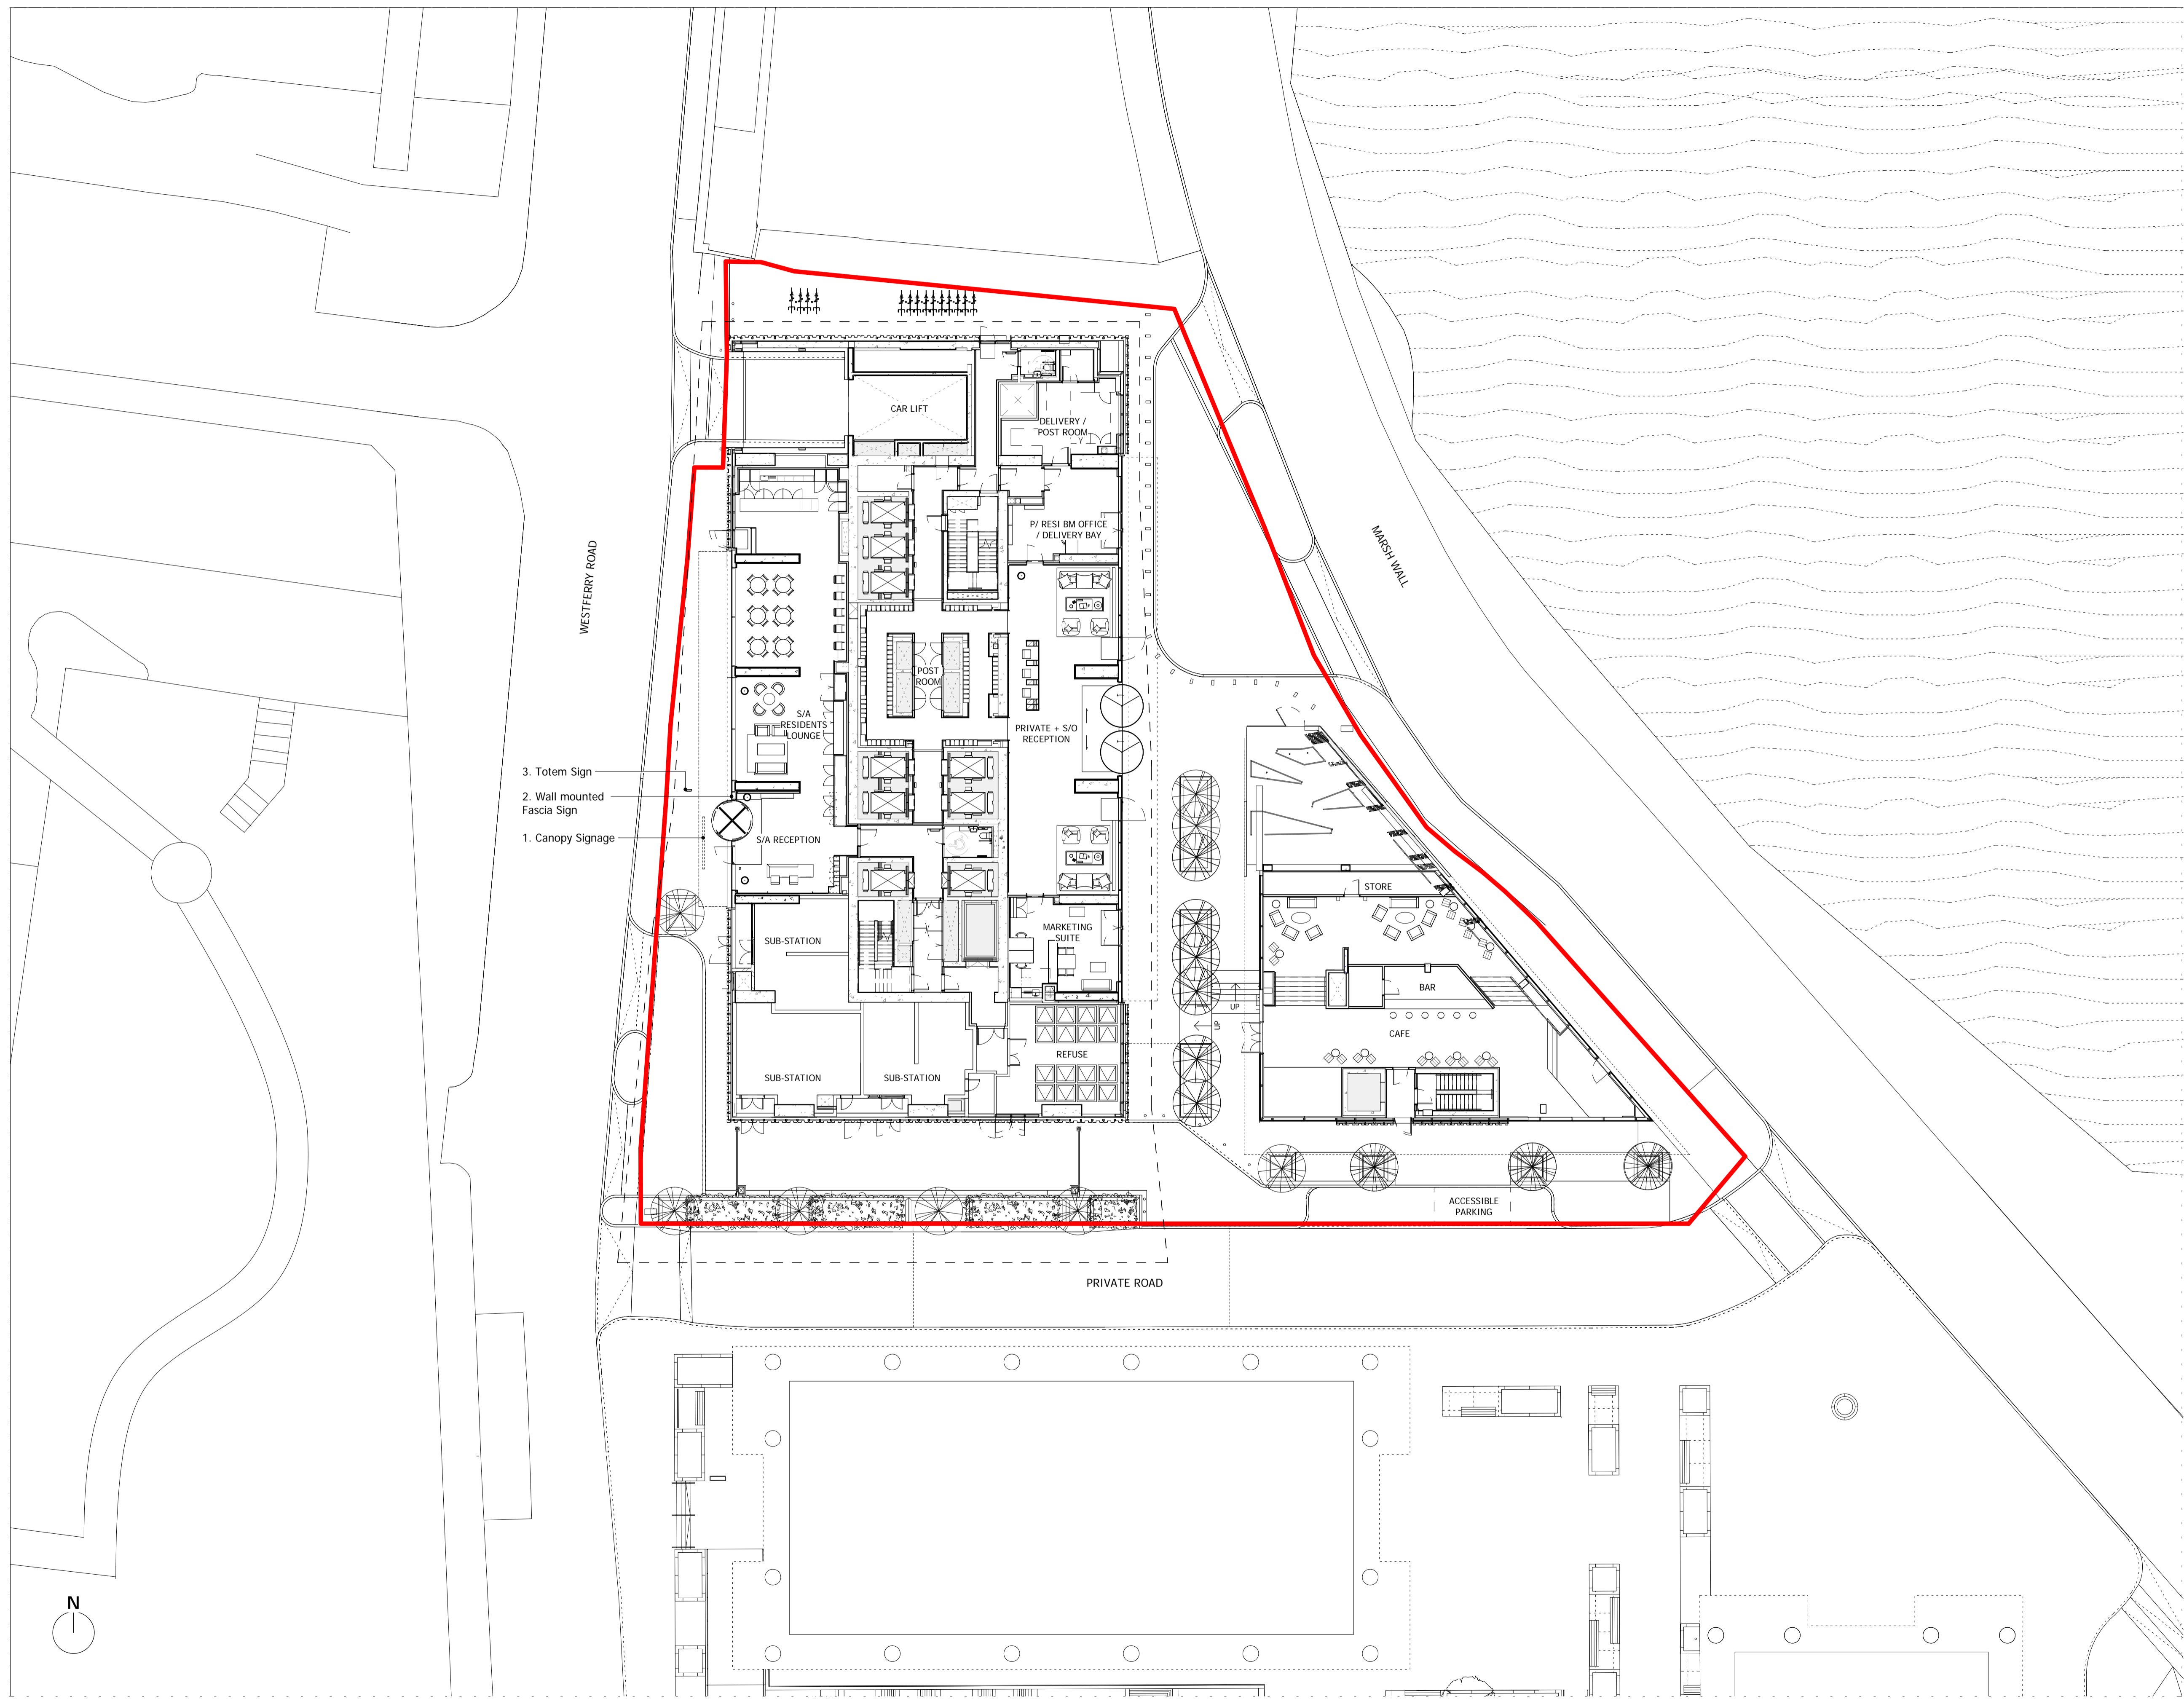 CAR LIFT
DELIVERY /
POST ROOM
P/ RESI BM OFFICE
/ DELIVERY BAY
WESTFERRY ROAD
MARSH WALL
POST
ROOM
S/A
RESIDENTS
LOUNGE
PRIVATE + S/O
RECEPTION
3. Totem Sign
2. Wall mounted
Fascia Sign
1. Canopy Signage
S/A RECEPTION
STORE
MARKETING
SUITE
SUB-STATION
BAR
UP
UP
CAFE
REFUSE
SUB-STATION
SUB-STATION
ACCESSIBLE
PARKING
PRIVATE ROAD
N